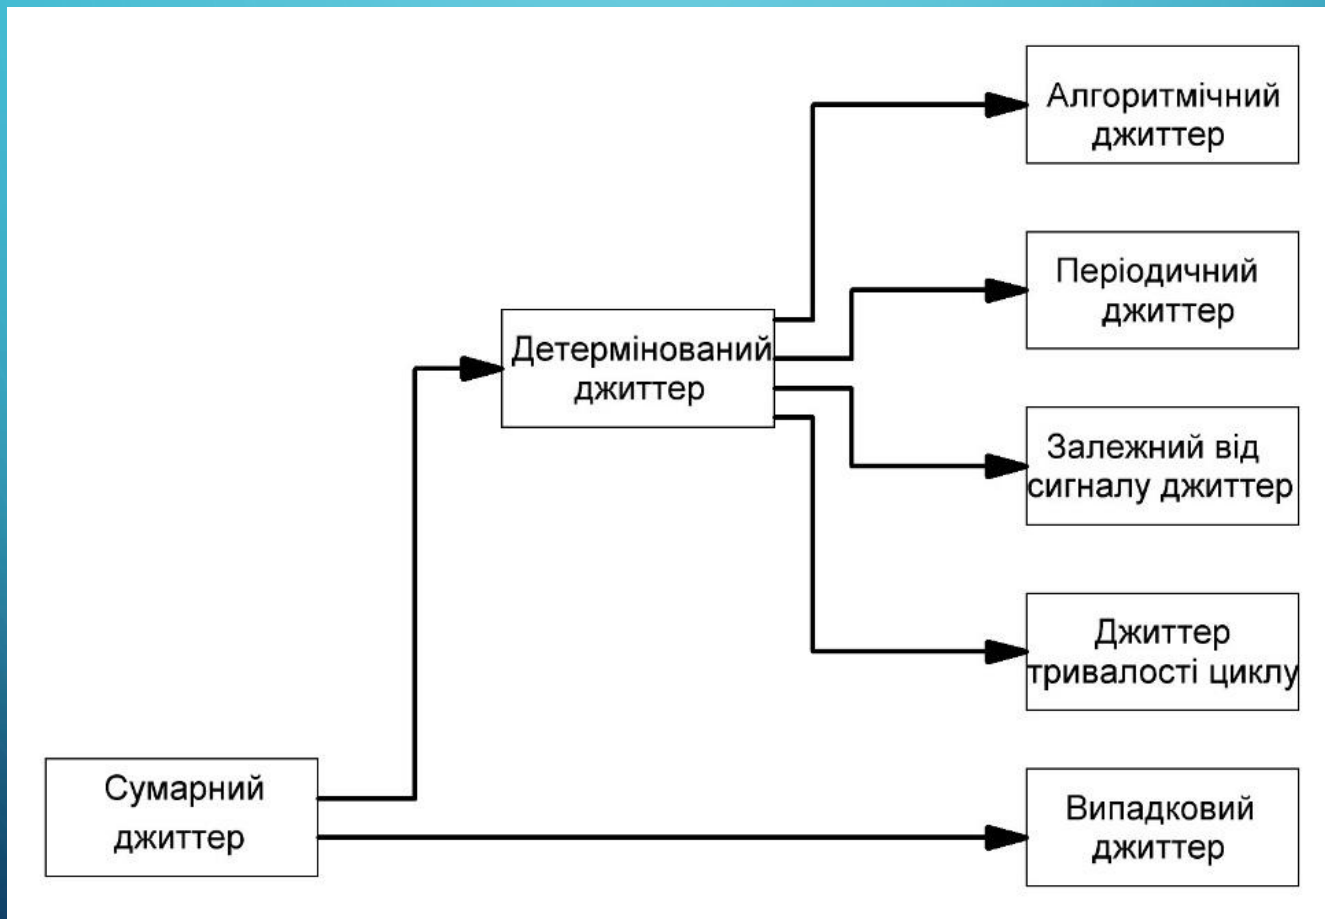 Алгоритмічний
джиттер
Періодичний
джиттер
Детермінований
джиттер
Залежний від
сигналу джиттер
Джиттер
тривалості циклу
Сумарний
джиттер
Випадковий
джиттер